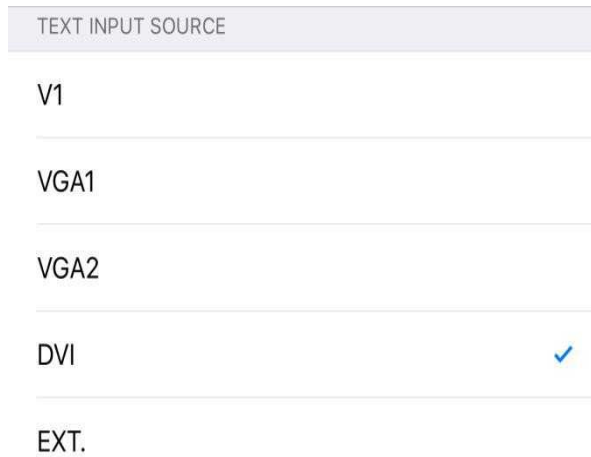 TEXT INPUT SOURCE
V1
VGA1
VGA2
DVI
EXT.